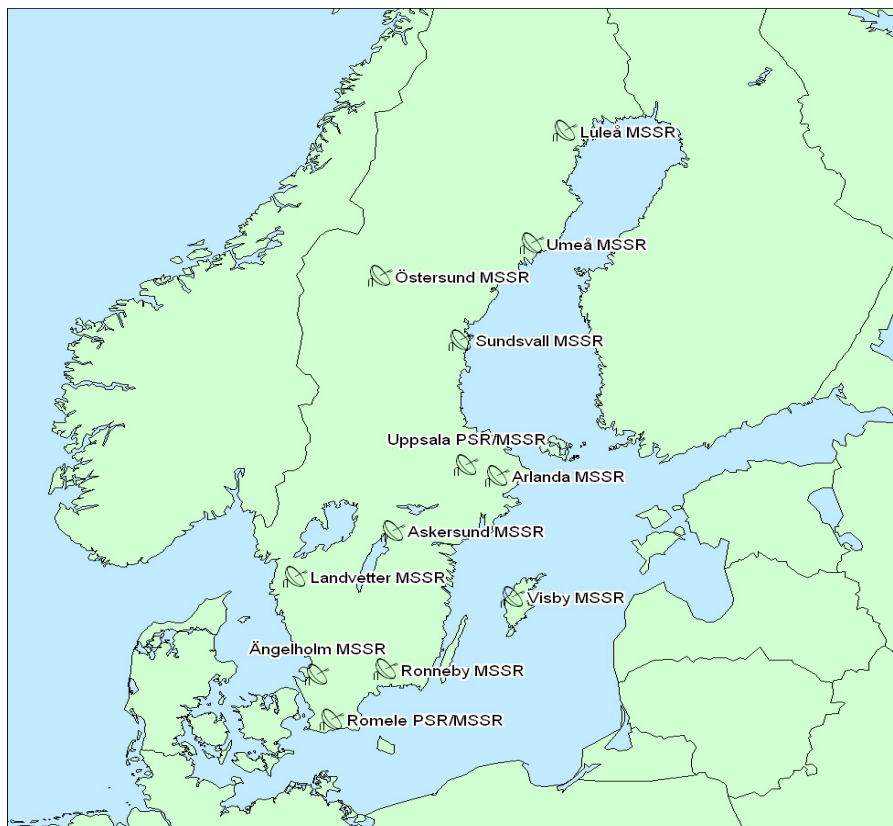 Luleå MSSR
Umeå MSSR
Östersund MSSR
Sundsvall MSSR
Uppsala PSR/MSSR
Arlanda MSSR
Askersund MSSR
Landvetter MSSR
Visby MSSR
Ängelholm MSSR
Ronneby MSSR
Romele PSR/MSSR